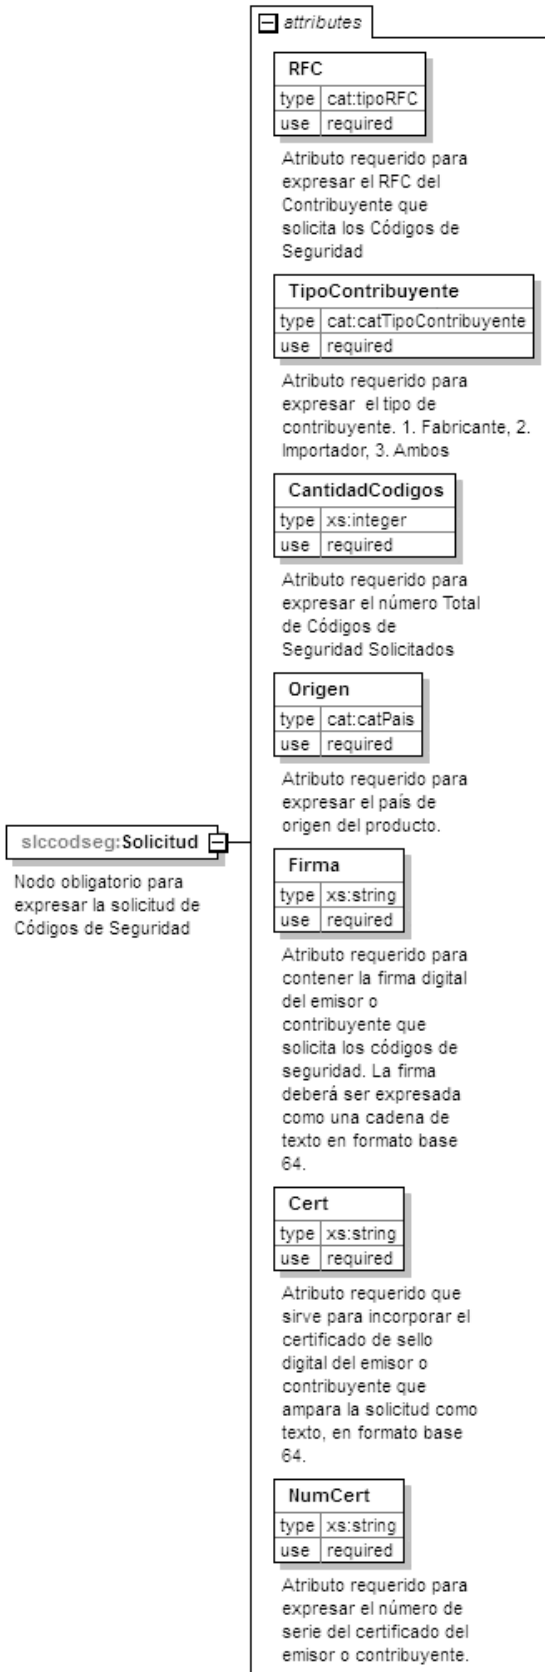 attributes
RFC
type cat:tipoRFC
use required
Atributo requerido para
expresar el RFC del
Contribuyente que
solicita los Códigos de
Seguridad
TipoContribuyente
type cat:catTipoContribuyente
use required
Atributo requerido para
expresar el tipo de
contribuyente. 1. Fabricante, 2.
Importador, 3. Ambos
CantidadCodigos
type xs:integer
use required
Atributo requerido para
expresar el número Total
de Códigos de
Seguridad Solicitados
Origen
type cat:catPais
use required
Atributo requerido para
expresar el país de
origen del producto.
slccodseg:Solicitud
Nodo obligatorio para
expresar la solicitud de
Códigos de Seguridad
Firma
type xs:string
use required
Atributo requerido para
contener la firma digital
del emisor o
contribuyente que
solicita los códigos de
seguridad. La firma
deberá ser expresada
como una cadena de
texto en formato base
64.
Cert
type xs:string
use required
Atributo requerido que
sirve para incorporar el
certificado de sello
digital del emisor o
contribuyente que
ampara la solicitud como
texto, en formato base
64.
NumCert
type xs:string
use required
Atributo requerido para
expresar el número de
serie del certificado del
emisor o contribuyente.